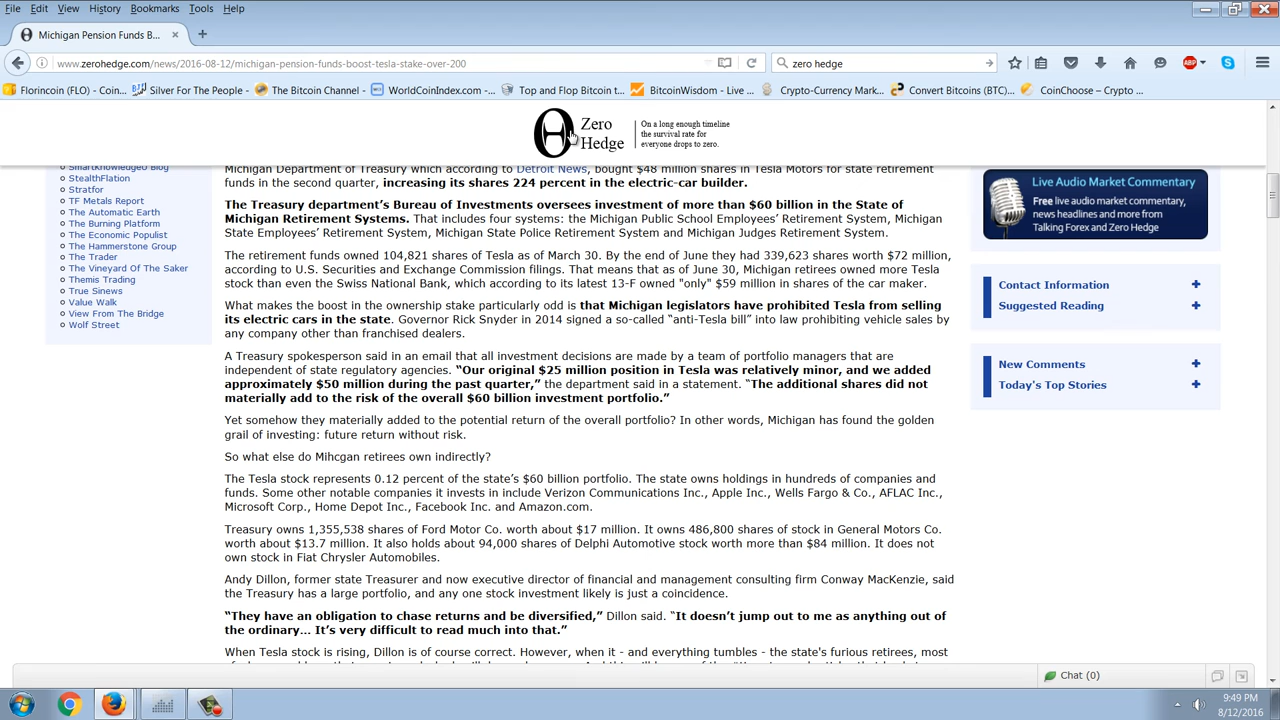 File Edit View History Bookmarks Tools Help
Michigan Pension Funds B...
www.zerohedge.com/news/2016-08-12/michigan-pension-funds-boost-tesla-stake-over-200
zero hedge
ABP
Florincoin (FLO) - Coin...
Silver For The People -
The Bitcoin Channel -
WorldCoinIndex.com -...
Top and Flop Bitcoin t...
BitcoinWisdom - Live ...
Crypto-Currency Mark...
Convert Bitcoins (BTC)...
CoinChoose – Crypto ...
Zero
Hedge
On a long enough timeline
the survival rate for
everyone drops to zero.
SmartKnowledgeU Blog
StealthFlation
Stratfor
TF Metals Report
The Automatic Earth
The Burning Platform
The Economic Populist
The Hammerstone Group
The Trader
The Vineyard Of The Saker
Themis Trading
True Sinews
Value Walk
View From The Bridge
Wolf Street
Michigan Department of Treasury which according to Detroit News, bought $48 million shares in Tesla Motors for state retirement
funds in the second quarter, increasing its shares 224 percent in the electric-car builder.
The Treasury department's Bureau of Investments oversees investment of more than $60 billion in the State of
Michigan Retirement Systems. That includes four systems: the Michigan Public School Employees' Retirement System, Michigan
State Employees' Retirement System, Michigan State Police Retirement System and Michigan Judges Retirement System.
The retirement funds owned 104,821 shares of Tesla as of March 30. By the end of June they had 339,623 shares worth $72 million,
according to U.S. Securities and Exchange Commission filings. That means that as of June 30, Michigan retirees owned more Tesla
stock than even the Swiss National Bank, which according to its latest 13-F owned "only" $59 million in shares of the car maker.
What makes the boost in the ownership stake particularly odd is that Michigan legislators have prohibited Tesla from selling
its electric cars in the state. Governor Rick Snyder in 2014 signed a so-called “anti-Tesla bill” into law prohibiting vehicle sales by
any company other than franchised dealers.
A Treasury spokesperson said in an email that all investment decisions are made by a team of portfolio managers that are
independent of state regulatory agencies. “Our original $25 million position in Tesla was relatively minor, and we added
approximately $50 million during the past quarter,” the department said in a statement. “The additional shares did not
materially add to the risk of the overall $60 billion investment portfolio.”
Yet somehow they materially added to the potential return of the overall portfolio? In other words, Michigan has found the golden
grail of investing: future return without risk.
So what else do Mihcgan retirees own indirectly?
The Tesla stock represents 0.12 percent of the state's $60 billion portfolio. The state owns holdings in hundreds of companies and
funds. Some other notable companies it invests in include Verizon Communications Inc., Apple Inc., Wells Fargo & Co., AFLAC Inc.,
Microsoft Corp., Home Depot Inc., Facebook Inc. and Amazon.com.
Treasury owns 1,355,538 shares of Ford Motor Co. worth about $17 million. It owns 486,800 shares of stock in General Motors Co.
worth about $13.7 million. It also holds about 94,000 shares of Delphi Automotive stock worth more than $84 million. It does not
own stock in Fiat Chrysler Automobiles.
Andy Dillon, former state Treasurer and now executive director of financial and management consulting firm Conway MacKenzie, said
the Treasury has a large portfolio, and any one stock investment likely is just a coincidence.
“They have an obligation to chase returns and be diversified,” Dillon said. “It doesn't jump out to me as anything out of
the ordinary... It's very difficult to read much into that.”
When Tesla stock is rising, Dillon is of course correct. However, when it - and everything tumbles - the state's furious retirees, most
Live Audio Market Commentary
Free live audio market commentary,
news headlines and more from
Talking Forex and Zero Hedge
Contact Information
Suggested Reading
New Comments
Today's Top Stories
Chat (0)
9:49 PM
8/12/2016